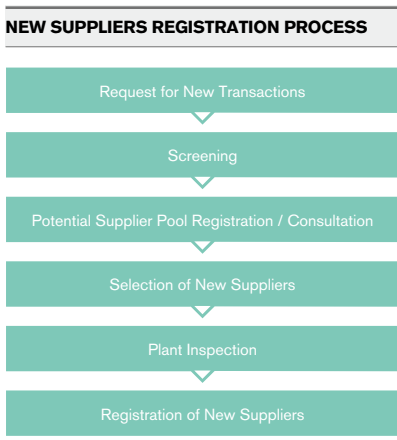 NEW SUPPLIERS REGISTRATION PROCESS
Request for New Transactions
Screening
Potential Supplier Pool Registration / Consultation
Selection of New Suppliers
Plant Inspection
Registration of New Suppliers